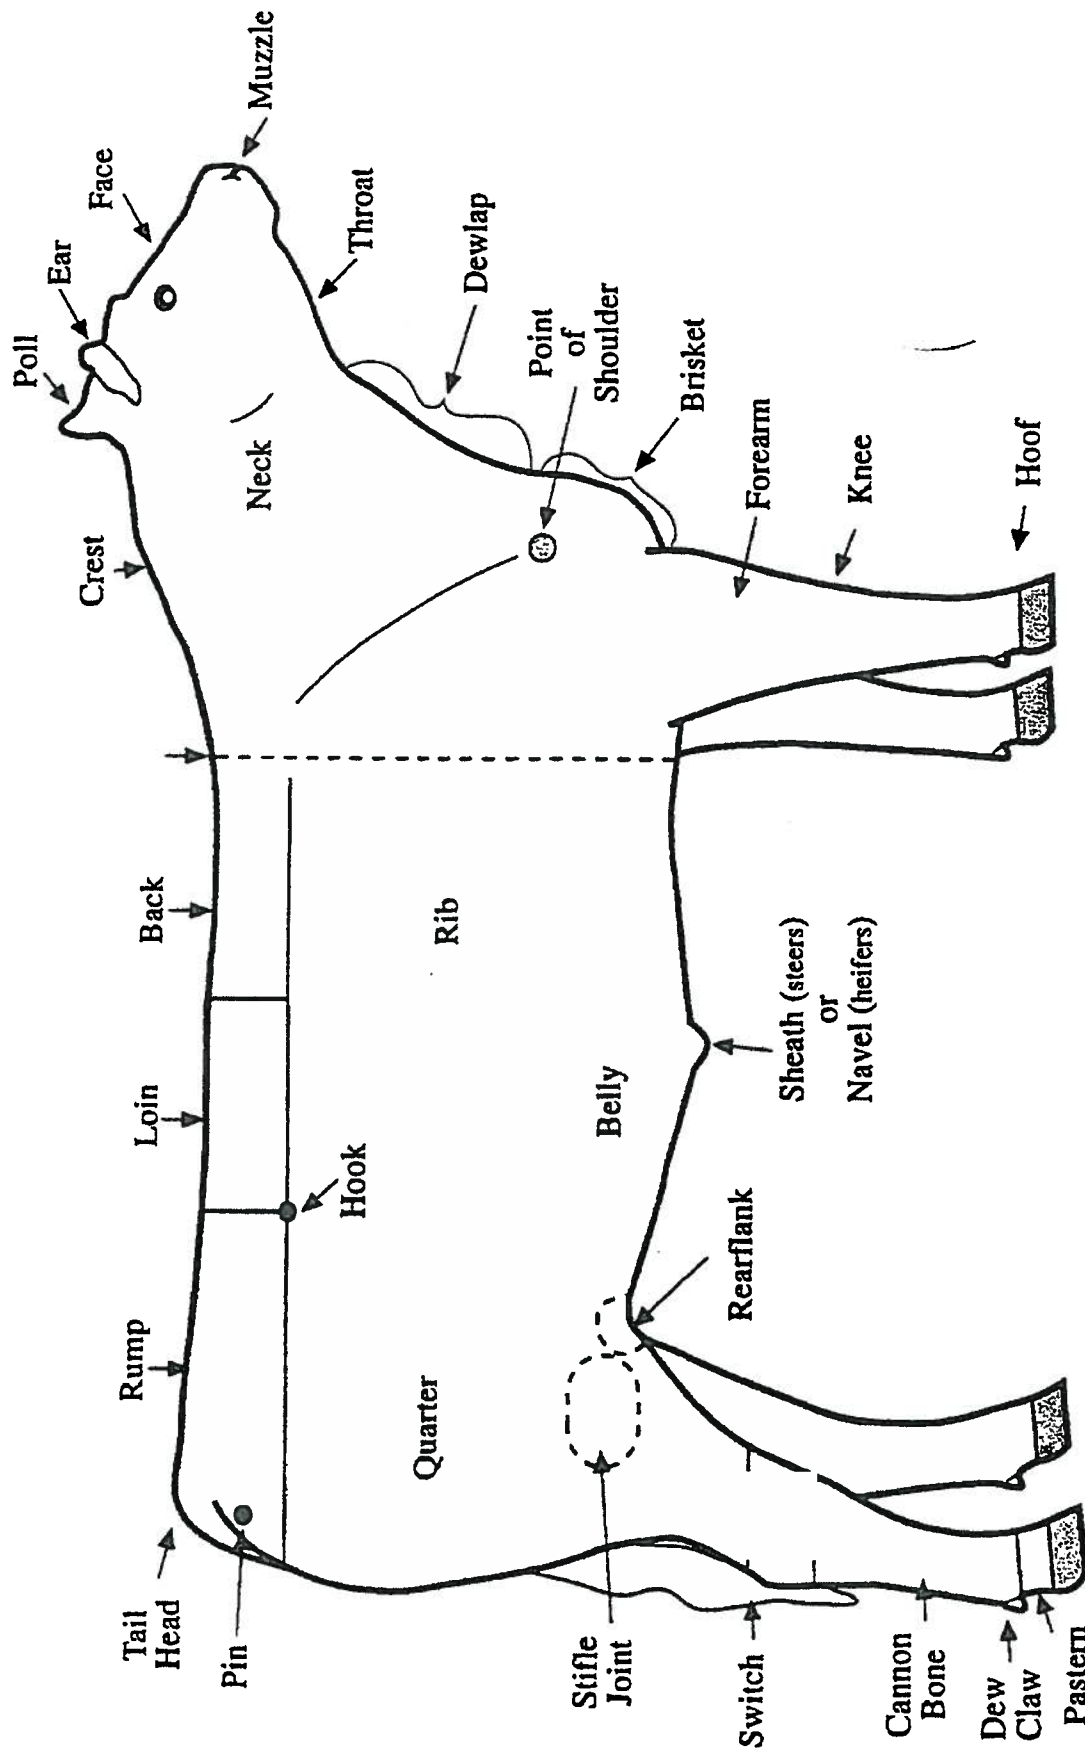 Poll
Ear
Face
Muzzle
Crest
Neck
Throat
Dewlap
Point
of
Shoulder
Brisket
Forearm
Knee
Hoof
Back
Loin
Rump
Tail
Head
Pin
Hook
Rib
Quarter
Belly
Stifle
Joint
Rearflank
Sheath (steers)
or
Navel (heifers)
Switch
Cannon
Bone
Dew
Claw
Pastern